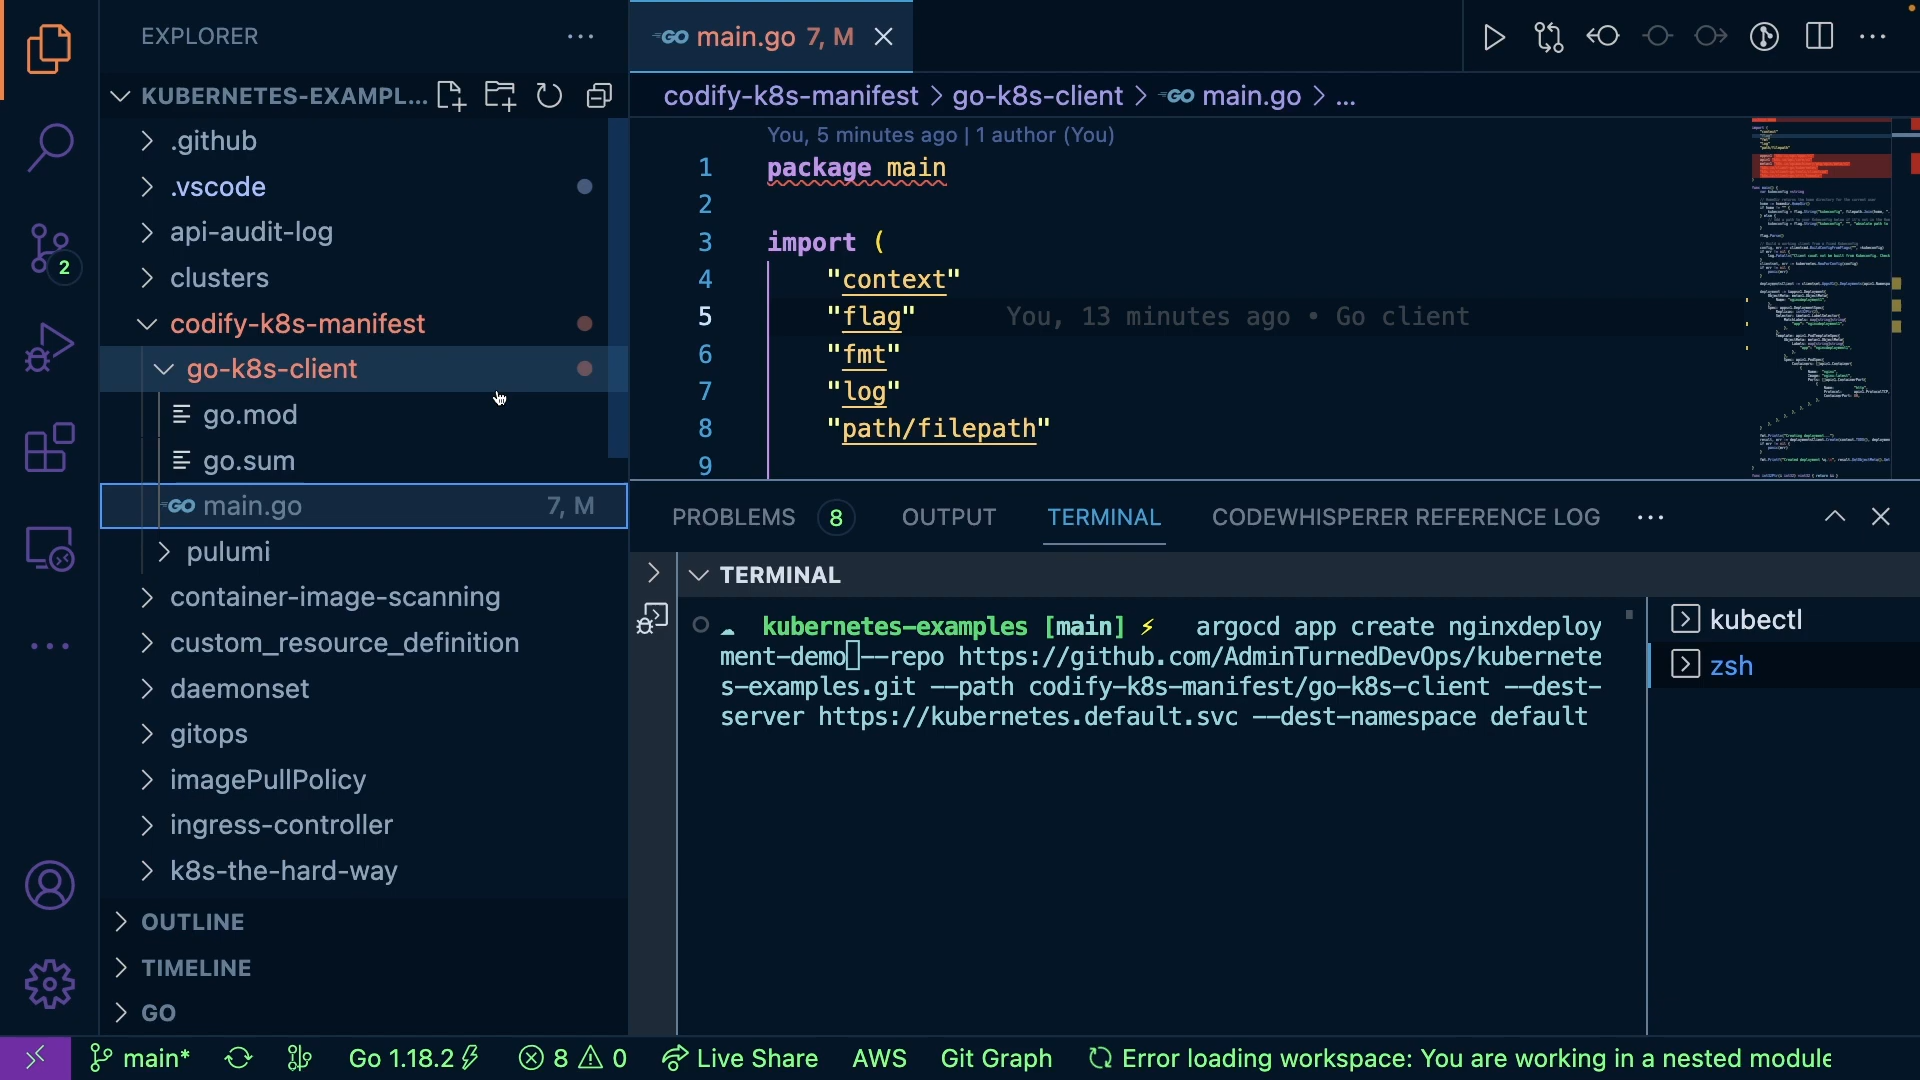 EXPLORER
KUBERNETES-EXAMPL...
.github
.vscode
api-audit-log
clusters
codify-k8s-manifest
go-k8s-client
go.mod
go.sum
GO main.go 7, M
pulumi
container-image-scanning
custom_resource_definition
daemonset
gitops
imagePullPolicy
ingress-controller
k8s-the-hard-way
OUTLINE
TIMELINE
GO
2
GO main.go 7, M
codify-k8s-manifest > go-k8s-client > GO main.go > ...
You, 5 minutes ago | 1 author (You)
1 package main
2
3 import (
4 "context"
5 "flag" You, 13 minutes ago • Go client
6 "fmt"
7 "log"
8 "path/filepath"
9
PROBLEMS 8 OUTPUT TERMINAL CODEWHISPERER REFERENCE LOG
TERMINAL
kubernetes-examples [main] ⚡ argocd app create nginxdeploy
ment-demo --repo https://github.com/AdminTurnedDevOps/kubernete
s-examples.git --path codify-k8s-manifest/go-k8s-client --dest-
server https://kubernetes.default.svc --dest-namespace default
kubectl
zsh
main* Go 1.18.2 8 0 Live Share AWS Git Graph Error loading workspace: You are working in a nested module